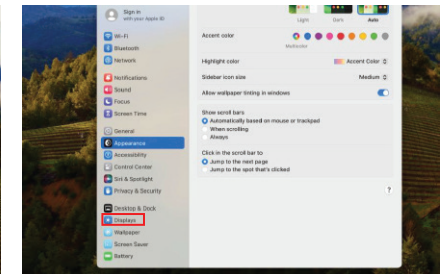 Sign in
with your Apple ID
Wi-Fi
Bluetooth
Network
Notifications
Sound
Focus
Screen Time
General
Appearance
Accessibility
Control Center
Siri & Spotlight
Privacy & Security
Desktop & Dock
Displays
Wallpaper
Screen Saver
Battery
Light Dark Auto
Accent color
Multicolor
Highlight color Accent Color
Sidebar icon size Medium
Allow wallpaper tinting in windows
Show scroll bars
Automatically based on mouse or trackpad
When scrolling
Always
Click in the scroll bar to
Jump to the next page
Jump to the spot that's clicked
?